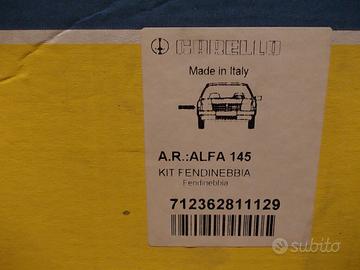 CARELLO
Made in Italy
A.R.:ALFA 145
KIT FENDINEBBIA
Fendinebbia
712362811129
subito